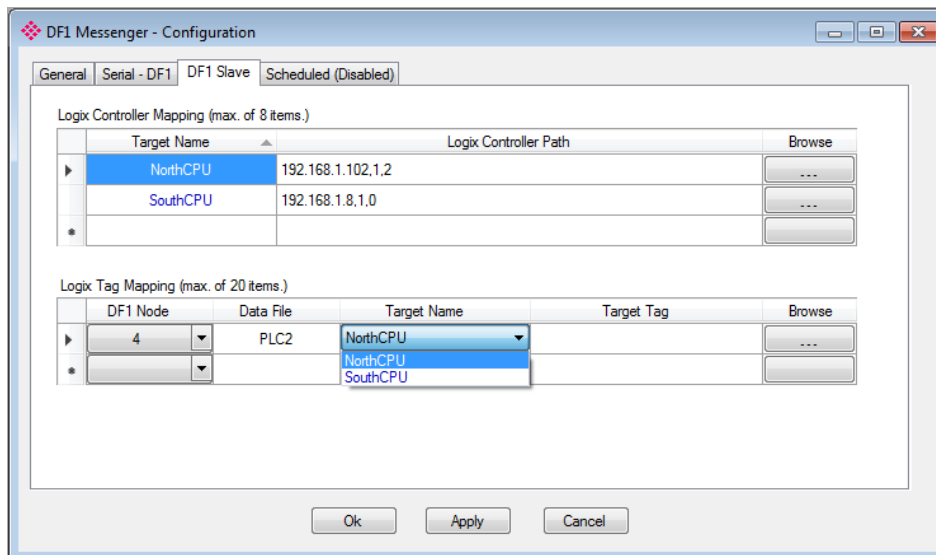 DF1 Messenger - Configuration
General Serial - DF1 DF1 Slave Scheduled (Disabled)
Logix Controller Mapping (max. of 8 items.)
Target Name Logix Controller Path Browse
NorthCPU 192.168.1.102,1,2 ...
SouthCPU 192.168.1.8,1,0 ...
*
Logix Tag Mapping (max. of 20 items.)
DF1 Node Data File Target Name Target Tag Browse
4 PLC2 NorthCPU ...
NorthCPU
* SouthCPU
Ok Apply Cancel